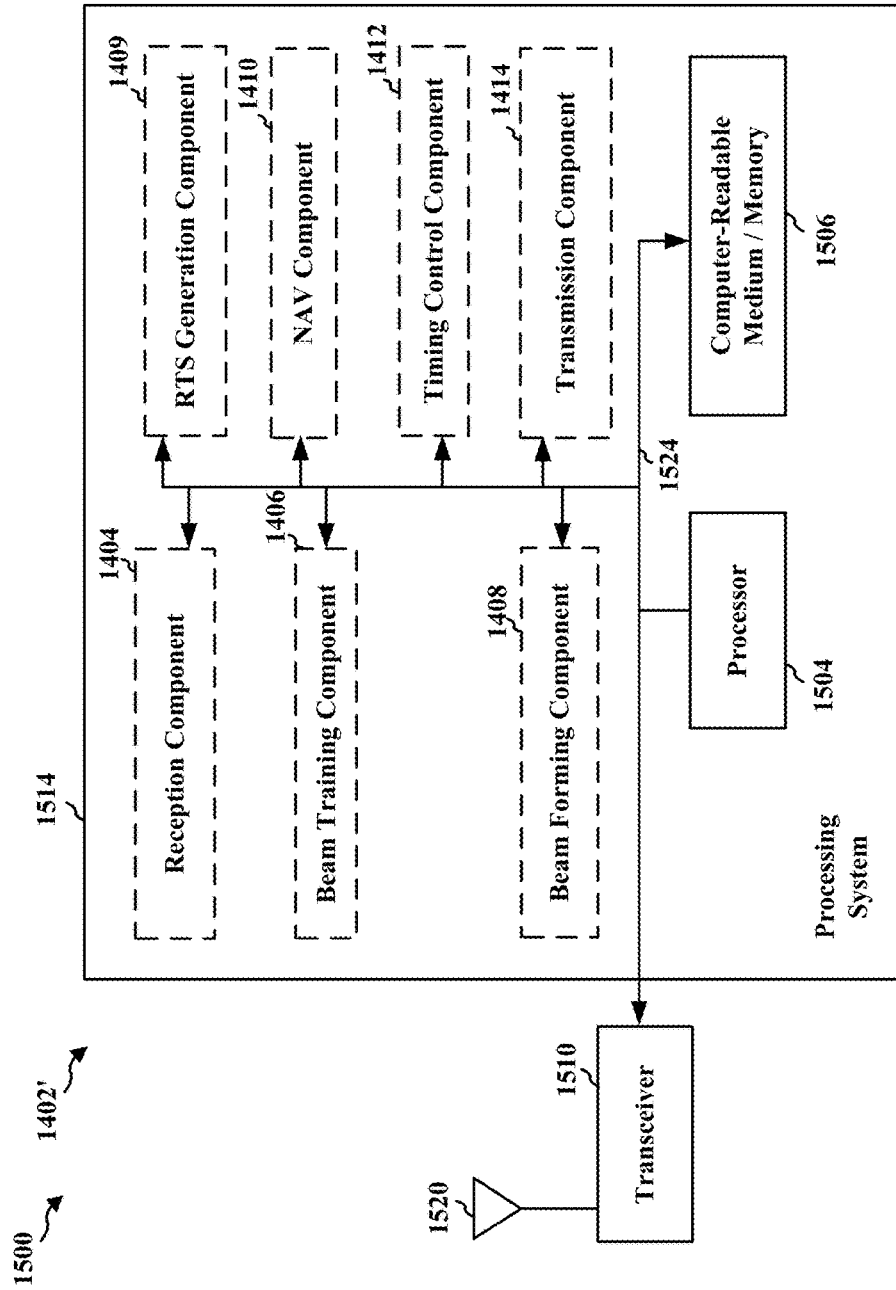 1500
1402'
1514
1520
1510
Transceiver
1404
Reception Component
1406
Beam Training Component
1408
Beam Forming Component
1409
RTS Generation Component
1410
NAV Component
1412
Timing Control Component
1414
Transmission Component
1524
Processing
System
Processor
1504
Computer-Readable
Medium / Memory
1506